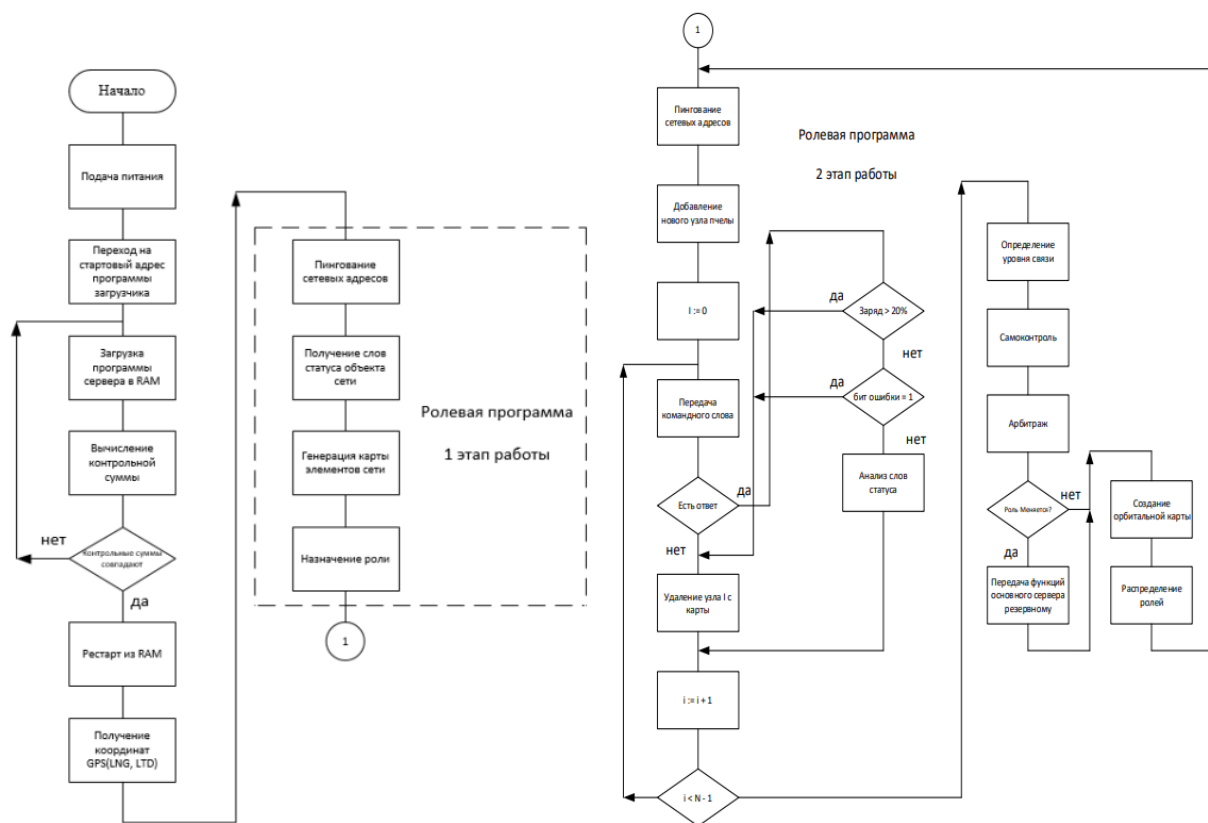 Начало
Подача питания
Переход на
стартовый адрес
программы
загрузчика
Загрузка
программы
сервера в RAM
Вычисление
контрольной
суммы
Контрольные суммы
совпадают
нет
да
Рестарт из RAM
Получение
координат
GPS(LNG, LTD)
Пингование
сетевых адресов
Получение слов
статуса объекта
сети
Генерация карты
элементов сети
Назначение роли
1
Ролевая программа
1 этап работы
1
Пингование
сетевых адресов
Добавление
нового узла пчелы
I := 0
Передача
командного слова
Есть ответ
да
нет
Удаление узла I с
карты
i := i + 1
i < N - 1
Ролевая программа
2 этап работы
Заряд > 20%
да
нет
бит ошибки = 1
да
нет
Анализ слов
статуса
Определение
уровня связи
Самоконтроль
Арбитраж
Роль Меняется?
нет
да
Передача функций
основного сервера
резервному
Создание
орбитальной карты
Распределение
ролей